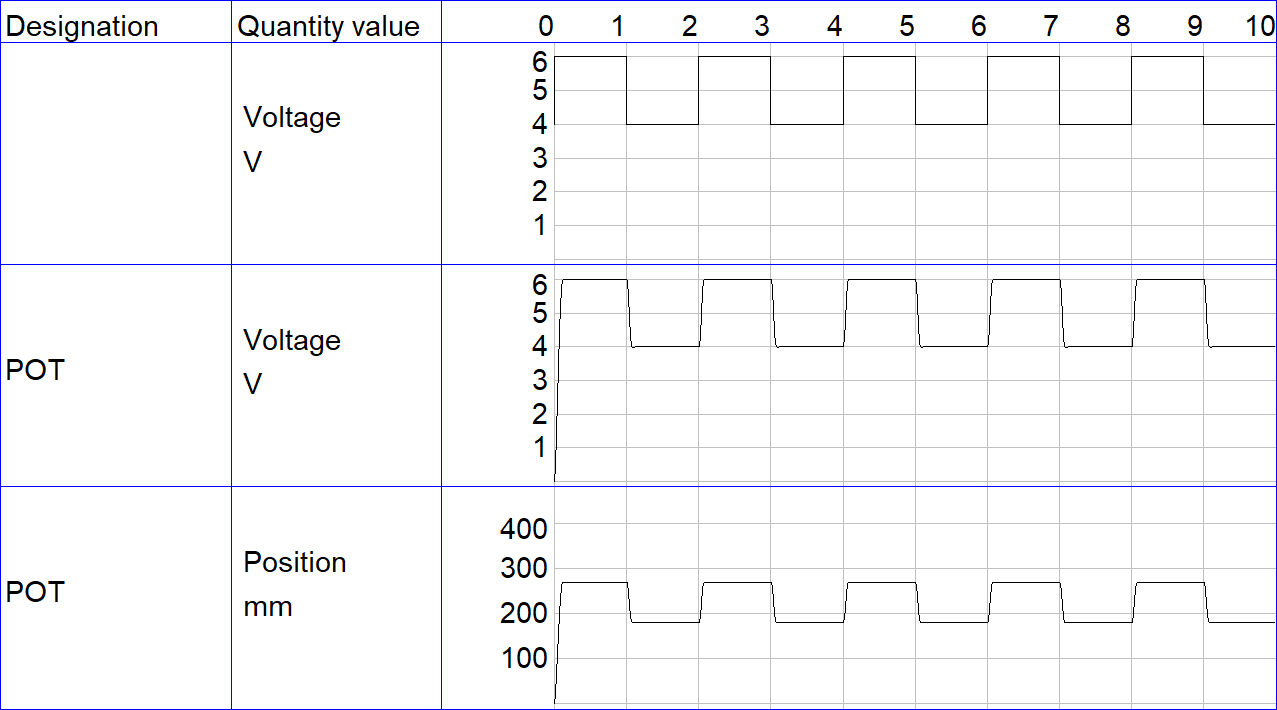 Designation Quantity value 0 1 2 3 4 5 6 7 8 9 10
6
5
Voltage 4
V 3
2
1
6
5
Voltage 4
POT V 3
2
1
400
Position 300
POT mm 200
100